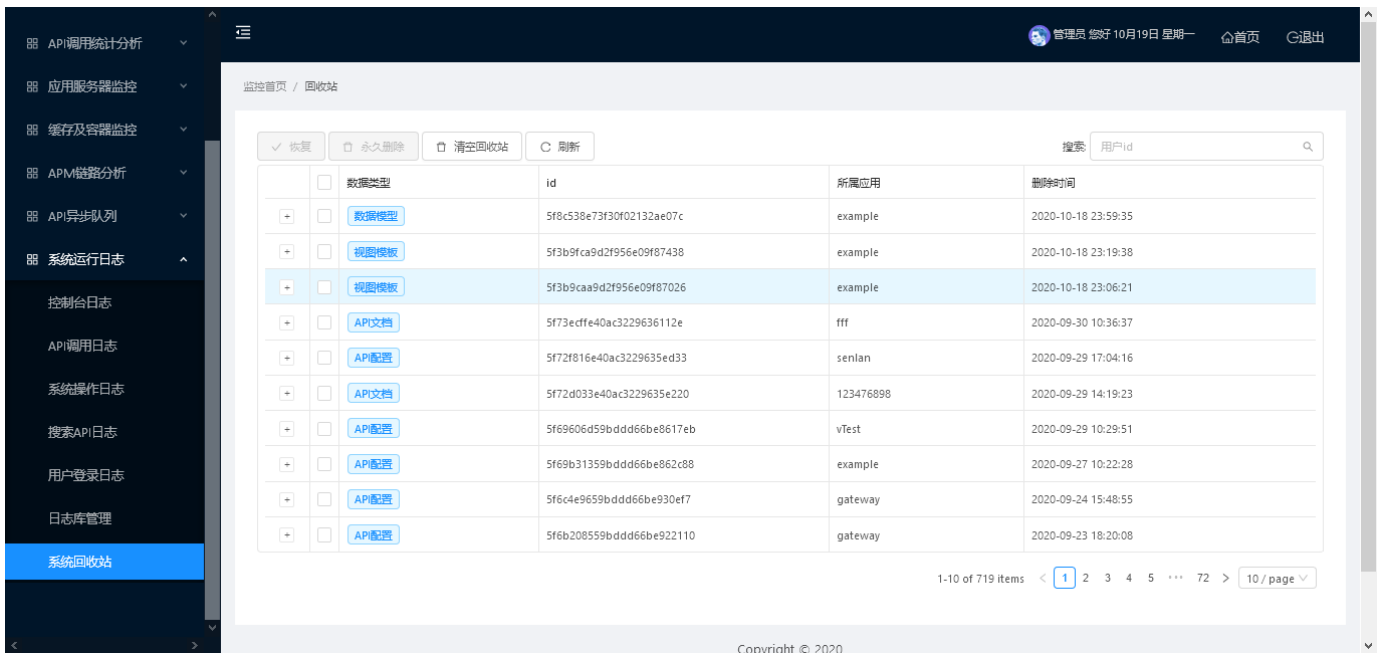 API调用统计分析
应用服务器监控
缓存及容器监控
APM链路分析
API异步队列
系统运行日志
控制台日志
API调用日志
系统操作日志
搜索API日志
用户登录日志
日志库管理
系统回收站
管理员 您好 10月19日 星期一 首页 退出
监控首页 / 回收站
恢复 永久删除 清空回收站 刷新 搜索: 用户id
数据类型 id 所属应用 删除时间
数据模型 5f8c538e73f30f02132ae07c example 2020-10-18 23:59:35
视图模板 5f3b9fca9d2f956e09f87438 example 2020-10-18 23:19:38
视图模板 5f3b9caa9d2f956e09f87026 example 2020-10-18 23:06:21
API文档 5f73ecffe40ac3229636112e fff 2020-09-30 10:36:37
API配置 5f72f816e40ac3229635ed33 senlan 2020-09-29 17:04:16
API文档 5f72d033e40ac3229635e220 123476898 2020-09-29 14:19:23
API配置 5f69606d59bddd66be8617eb vTest 2020-09-29 10:29:51
API配置 5f69b31359bddd66be862c88 example 2020-09-27 10:22:28
API配置 5f6c4e9659bddd66be930ef7 gateway 2020-09-24 15:48:55
API配置 5f6b208559bddd66be922110 gateway 2020-09-23 18:20:08
1-10 of 719 items < 1 2 3 4 5 ••• 72 > 10 / page
Copyright © 2020